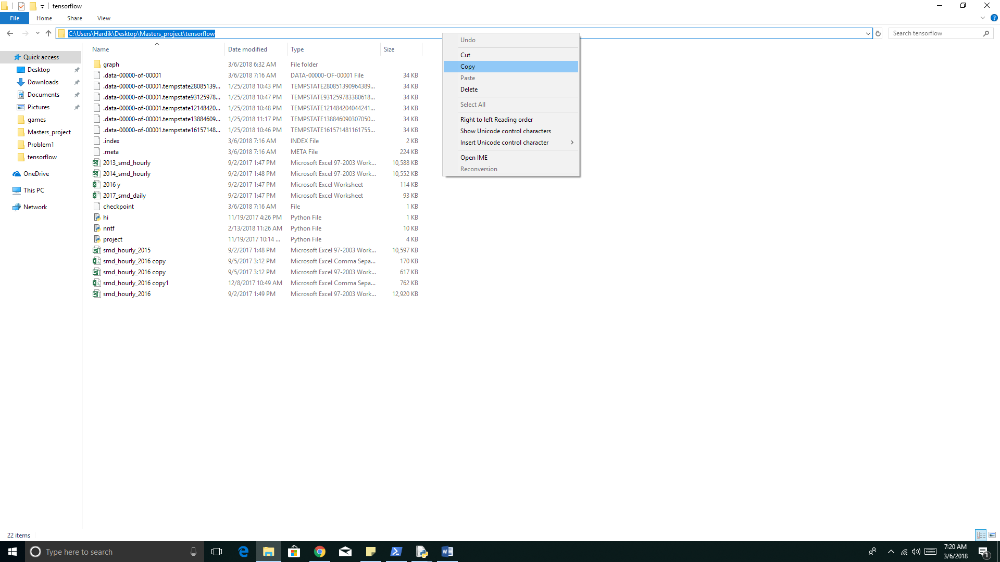 tensorflow
File Home Share View
C:\Users\Hardik\Desktop\Masters_project\tensorflow
Search tensorflow
Name Date modified Type Size
Quick access
Desktop
Downloads
Documents
Pictures
games
Masters_project
Problem1
tensorflow
OneDrive
This PC
Network
graph 3/6/2018 6:32 AM File folder
.data-00000-of-00001 3/6/2018 7:16 AM DATA-00000-OF-00001 File 34 KB
.data-00000-of-00001.tempstate28085139... 1/25/2018 10:43 PM TEMPSTATE280851390964389... 34 KB
.data-00000-of-00001.tempstate93125978... 1/25/2018 10:47 PM TEMPSTATE931259783380618... 34 KB
.data-00000-of-00001.tempstate12148420... 1/25/2018 10:48 PM TEMPSTATE121484204044241... 34 KB
.data-00000-of-00001.tempstate13884609... 1/25/2018 11:17 PM TEMPSTATE138846090307050... 34 KB
.data-00000-of-00001.tempstate16157148... 1/25/2018 10:46 PM TEMPSTATE161571481161755... 34 KB
.index 3/6/2018 7:16 AM INDEX File 2 KB
.meta 3/6/2018 7:16 AM META File 224 KB
2013_smd_hourly 9/2/2017 1:47 PM Microsoft Excel 97-2003 Work... 10,588 KB
2014_smd_hourly 9/2/2017 1:48 PM Microsoft Excel 97-2003 Work... 10,552 KB
2016 y 9/2/2017 1:47 PM Microsoft Excel Worksheet 114 KB
2017_smd_daily 9/2/2017 1:47 PM Microsoft Excel Worksheet 93 KB
checkpoint 3/6/2018 7:16 AM File 1 KB
hi 11/19/2017 4:26 PM Python File 1 KB
nntf 2/13/2018 11:26 AM Python File 10 KB
project 11/19/2017 10:14 ... Python File 4 KB
smd_hourly_2015 9/2/2017 1:48 PM Microsoft Excel 97-2003 Work... 10,597 KB
smd_hourly_2016 copy 9/5/2017 3:12 PM Microsoft Excel Comma Sepa... 170 KB
smd_hourly_2016 copy 9/5/2017 3:12 PM Microsoft Excel 97-2003 Work... 617 KB
smd_hourly_2016 copy1 12/8/2017 10:49 AM Microsoft Excel Comma Sepa... 762 KB
smd_hourly_2016 9/2/2017 1:49 PM Microsoft Excel 97-2003 Work... 12,920 KB
Undo
Cut
Copy
Paste
Delete
Select All
Right to left Reading order
Show Unicode control characters
Insert Unicode control character
Open IME
Reconversion
22 items
Type here to search
7:20 AM
3/6/2018
1